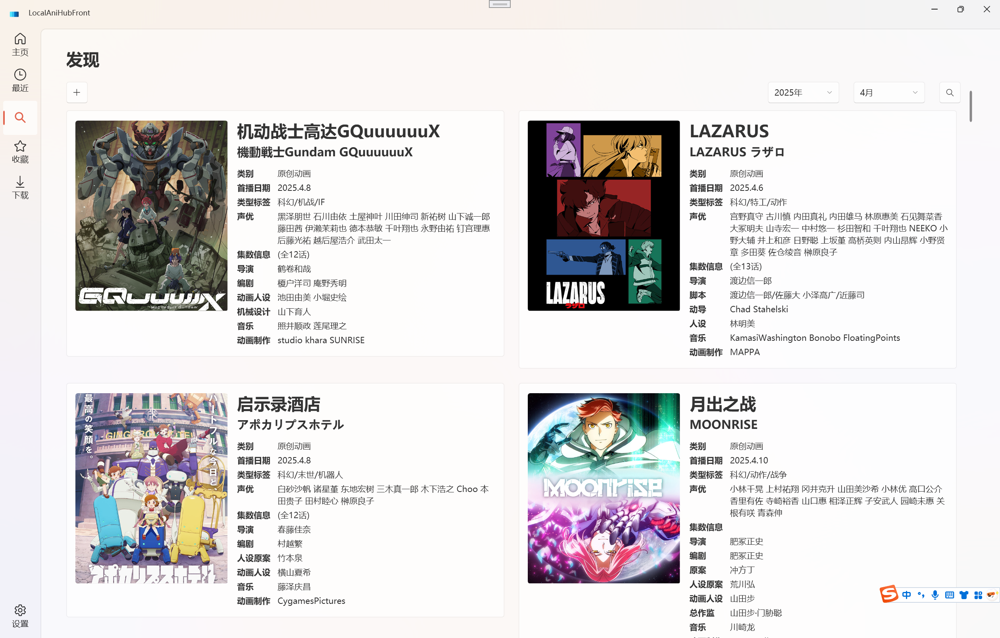 LocalAniHubFront
主页
最近
收藏
下载
设置
发现
2025年
4月
机动战士高达GQuuuuuuX
機動戦士Gundam GQuuuuuuX
类别 原创动画
首播日期 2025.4.8
类型标签 科幻/机战/IF
声优 黑泽朋世 石川由依 土屋神叶 川田绅司 新祐树 山下诚一郎
藤田茜 伊濑茉莉也 德本恭敏 千叶翔也 永野由祐 钉宫理惠
后藤光祐 越后屋浩介 武田太一
集数信息 (全12话)
导演 鹤卷和哉
编剧 榎户洋司 庵野秀明
动画人设 池田由美 小堀史绘
机械设计 山下育人
音乐 照井顺政 莲尾理之
动画制作 studio khara SUNRISE
GQuuuuuuX
MobileSuit Gundam
LAZARUS
LAZARUS ラザロ
类别 原创动画
首播日期 2025.4.6
类型标签 科幻/特工/动作
声优 宫野真守 古川慎 内田真礼 内田雄马 林原惠美 石见舞菜香
大冢明夫 山寺宏一 中村悠一 杉田智和 千叶翔也 NEEKO 小
野大辅 井上和彦 日野聪 上坂堇 高桥英则 内山昂辉 小野贤
章 多田葵 佐仓绫音 榊原良子
集数信息 (全13话)
导演 渡边信一郎
脚本 渡边信一郎/佐藤大 小泽高广/近藤司
动导 Chad Stahelski
人设 林明美
音乐 KamasiWashington Bonobo FloatingPoints
动画制作 MAPPA
LAZARUS
ラザロ
启示录酒店
アポカリプスホテル
类别 原创动画
首播日期 2025.4.8
类型标签 科幻/末世/机器人
声优 白砂沙帆 诸星堇 东地宏树 三木真一郎 木下浩之 Choo 本
田贵子 田村睦心 榊原良子
集数信息 (全12话)
导演 春藤佳奈
编剧 村越繁
人设原案 竹本泉
动画人设 横山夏希
音乐 藤泽庆昌
动画制作 CygamesPictures
ハートフルな今日と
最高の笑顔を。
アポカリプスホテル
月出之战
MOONRISE
类别 原创动画
首播日期 2025.4.10
类型标签 科幻/动作/战争
声优 小林千晃 上村祐翔 冈井克升 山田美沙希 小林优 高口公介
香里有佐 寺崎裕香 山口惠 相泽正辉 子安武人 园崎未惠 关
根有咲 青森伸
集数信息
导演 肥冢正史
编剧 肥冢正史
原案 冲方丁
人设原案 荒川弘
动画人设 山田步
总作监 山田步·门胁聪
音乐 川崎龙
MOONRISE
中